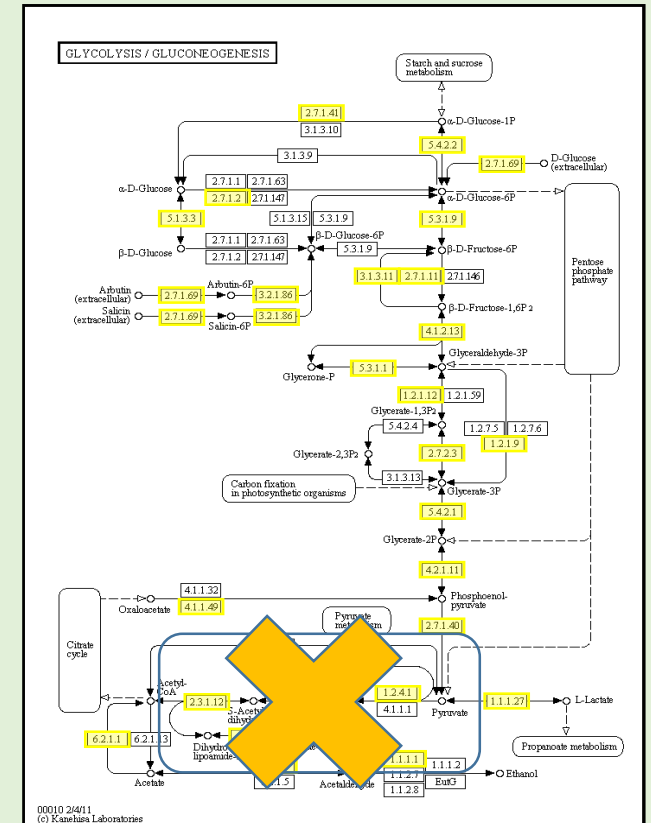 GLYCOLYSIS / GLUCONEOGENESIS
Starch and sucrose
metabolism
2.7.1.41
3.1.3.10
α-D-Glucose-1P
5.4.2.2
3.1.3.9
2.7.1.69
D-Glucose
(extracellular)
α-D-Glucose
2.7.1.1 2.7.1.63
2.7.1.2 2.7.1.147
α-D-Glucose-6P
5.1.3.3
5.1.3.15 5.3.1.9
5.3.1.9
β-D-Glucose-6P
β-D-Glucose
2.7.1.1 2.7.1.63
2.7.1.2 2.7.1.147
5.3.1.9
β-D-Fructose-6P
Pentose
phosphate
pathway
3.1.3.11 2.7.1.11 2.7.1.146
Arbutin
(extracellular)
2.7.1.69
Arbutin-6P
3.2.1.86
Salicin
(extracellular)
2.7.1.69
Salicin-6P
3.2.1.86
β-D-Fructose-1,6P2
4.1.2.13
Glyceraldehyde-3P
5.3.1.1
Glycerone-P
1.2.1.12 1.2.1.59
Glycerate-1,3P2
5.4.2.4
1.2.7.5 1.2.7.6
1.2.1.9
Glycerate-2,3P2
2.7.2.3
3.1.3.13
Carbon fixation
in photosynthetic organisms
Glycerate-3P
5.4.2.1
Glycerate-2P
4.2.1.11
4.1.1.32
4.1.1.49
Oxaloacetate
Phosphoenol-
pyruvate
Pyruvate
2.7.1.40
Citrate
cycle
Acetyl-
CoA
2.3.1.12
1.2.4.1
4.1.1.1
Pyruvate
1.1.1.27
L-Lactate
6.2.1.1 6.2.1.13
Propanoate metabolism
Acetate
1.1.1.1
1.1.1.2
1.1.2.7
EutG
1.1.2.8
Ethanol
00010 2/4/11
(c) Kanehisa Laboratories